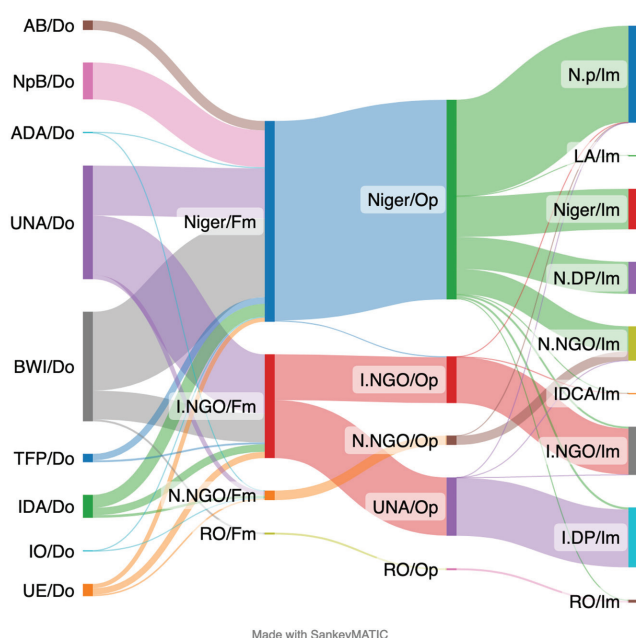 AB/Do
NpB/Do
ADA/Do
UNA/Do
BWI/Do
TFP/Do
IDA/Do
IO/Do
UE/Do
Niger/Fm
I.NGO/Fm
N.NGO/Fm
RO/Fm
Niger/Op
I.NGO/Op
N.NGO/Op
UNA/Op
RO/Op
N.p/Im
LA/Im
Niger/Im
N.DP/Im
N.NGO/Im
IDCA/Im
I.NGO/Im
I.DP/Im
RO/Im
Made with SankeyMATIC